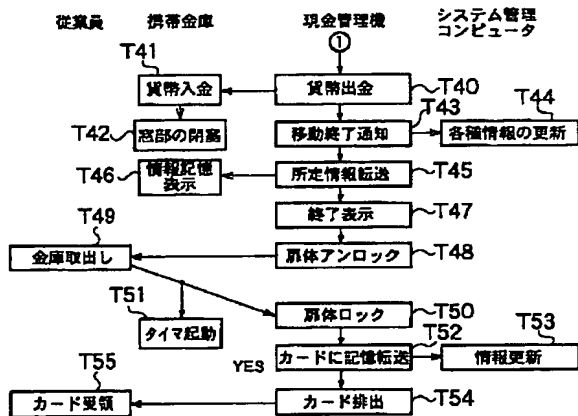 従業員 携帯金庫 現金管理機 システム管理
コンピュータ
①
T41
貨幣入金 貨幣出金 T40
T43 T44
T42 窓部の閉塞 移動終了通知 各種情報の更新
T46 情報記憶
表示 所定情報転送 T45
終了表示 T47
T49
金庫取出し 扉体アンロック T48
T51
タイマ起動 扉体ロック T50
T52 T53
YES カードに記憶転送 情報更新
T55
カード受領 カード排出 T54